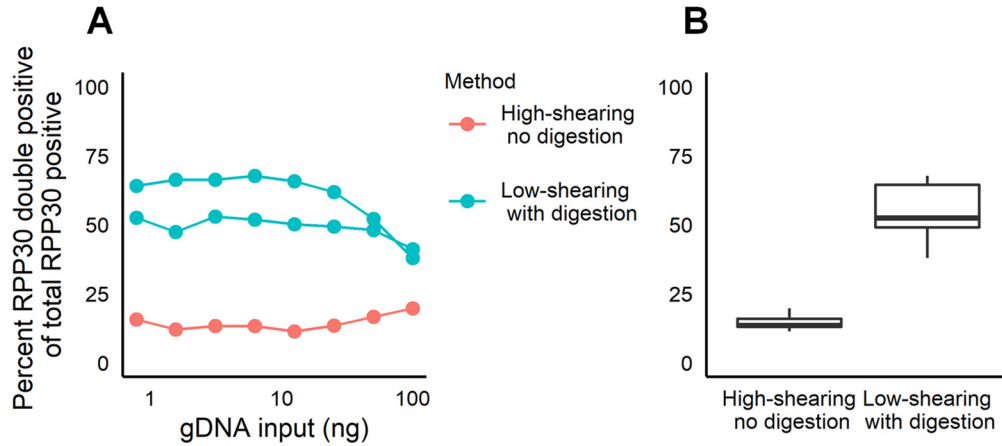 A
Percent RPP30 double positive
of total RPP30 positive
100
75
50
25
0
1
10
100
gDNA input (ng)
Method
High-shearing
no digestion
Low-shearing
with digestion
B
100
75
50
25
0
High-shearing
no digestion
Low-shearing
with digestion